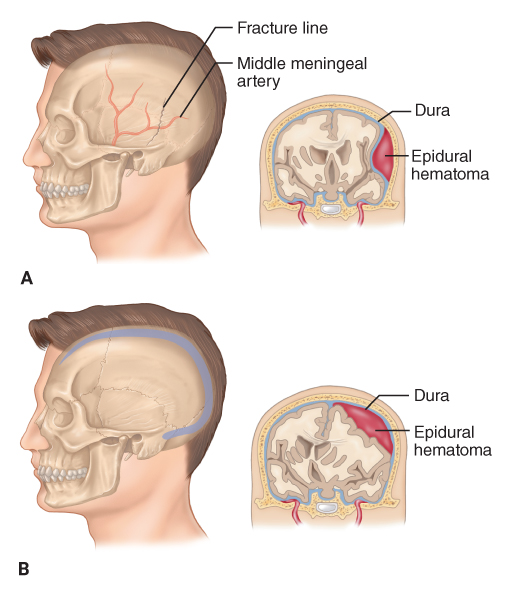 Fracture line
Middle meningeal
artery
Dura
Epidural
hematoma
A
Dura
Epidural
hematoma
B